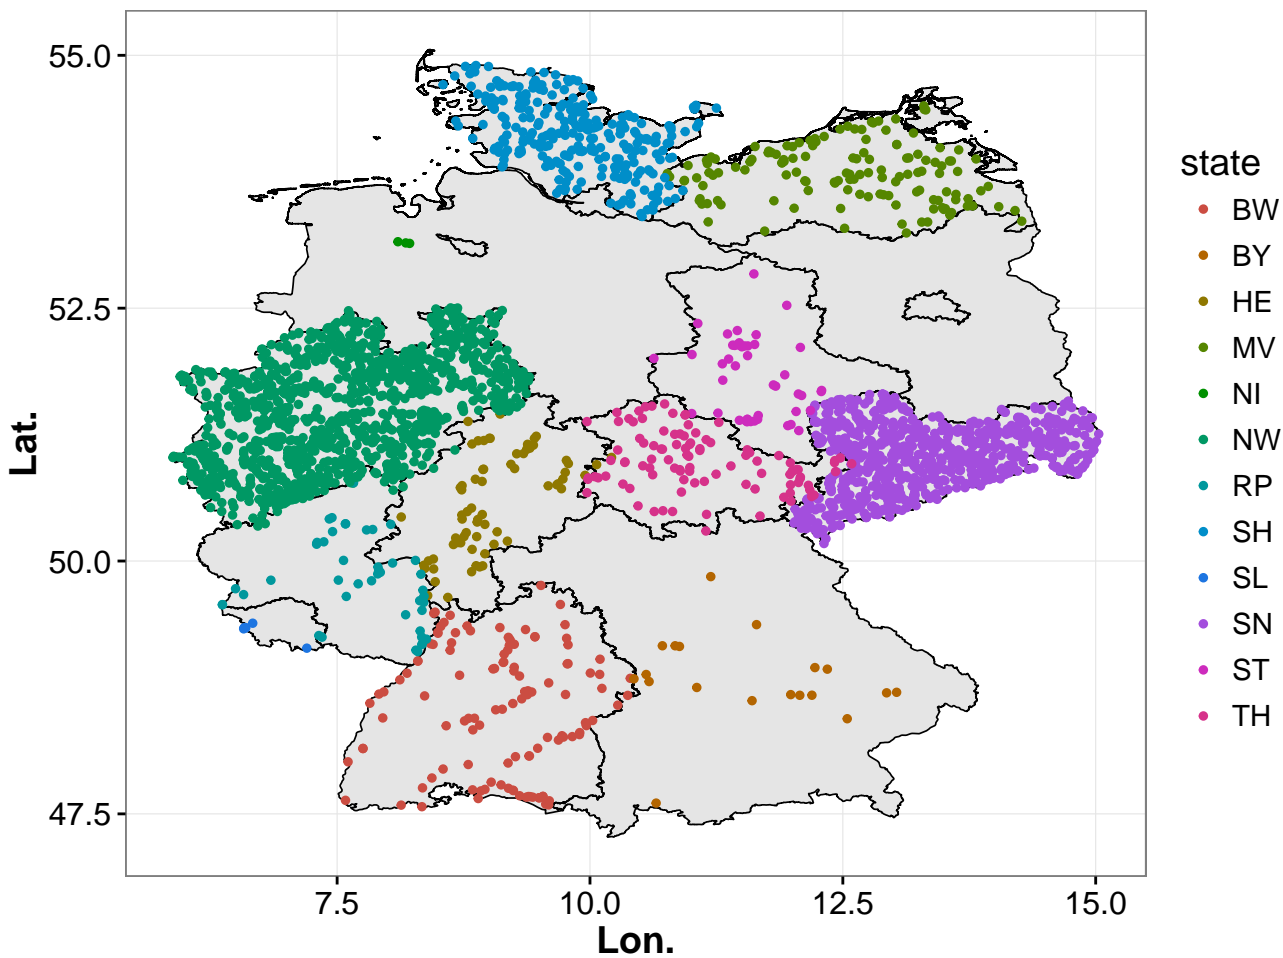 55.0
52.5
50.0
47.5
Lat.
7.5
10.0
12.5
15.0
Lon.
state
BW
BY
HE
MV
NI
NW
RP
SH
SL
SN
ST
TH